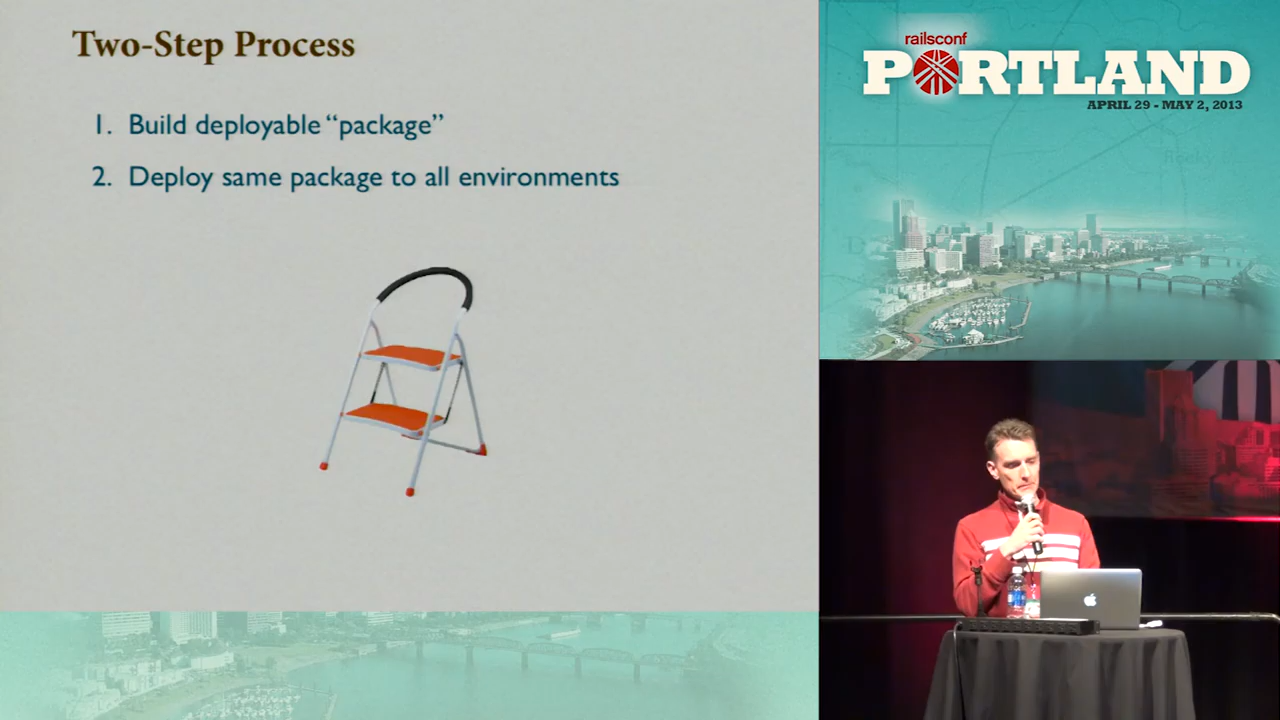 Two-Step Process
1. Build deployable “package”
2. Deploy same package to all environments
railsconf
PORTLAND
APRIL 29 - MAY 2, 2013